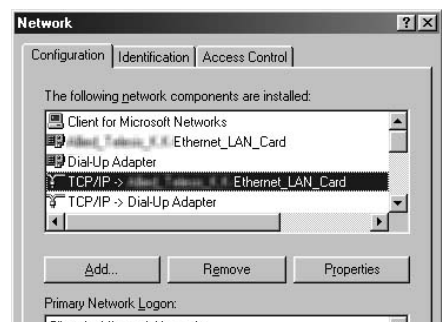 Network
Configuration
Identification
Access Control
The following network components are installed:
Client for Microsoft Networks
Ethernet_LAN_Card
Dial-Up Adapter
TCP/IP -> Ethernet_LAN_Card
TCP/IP -> Dial-Up Adapter
Add...
Remove
Properties
Primary Network Logon: